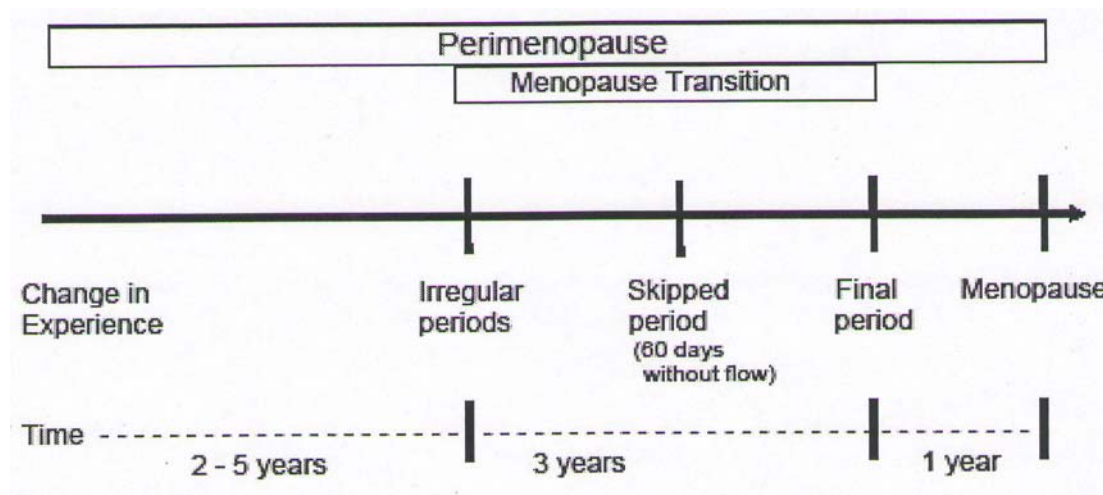 Perimenopause
Menopause Transition
Change in
Experience
Irregular
periods
Skipped
period
(60 days
without flow)
Final
period
Menopause
Time
2 - 5 years
3 years
1 year